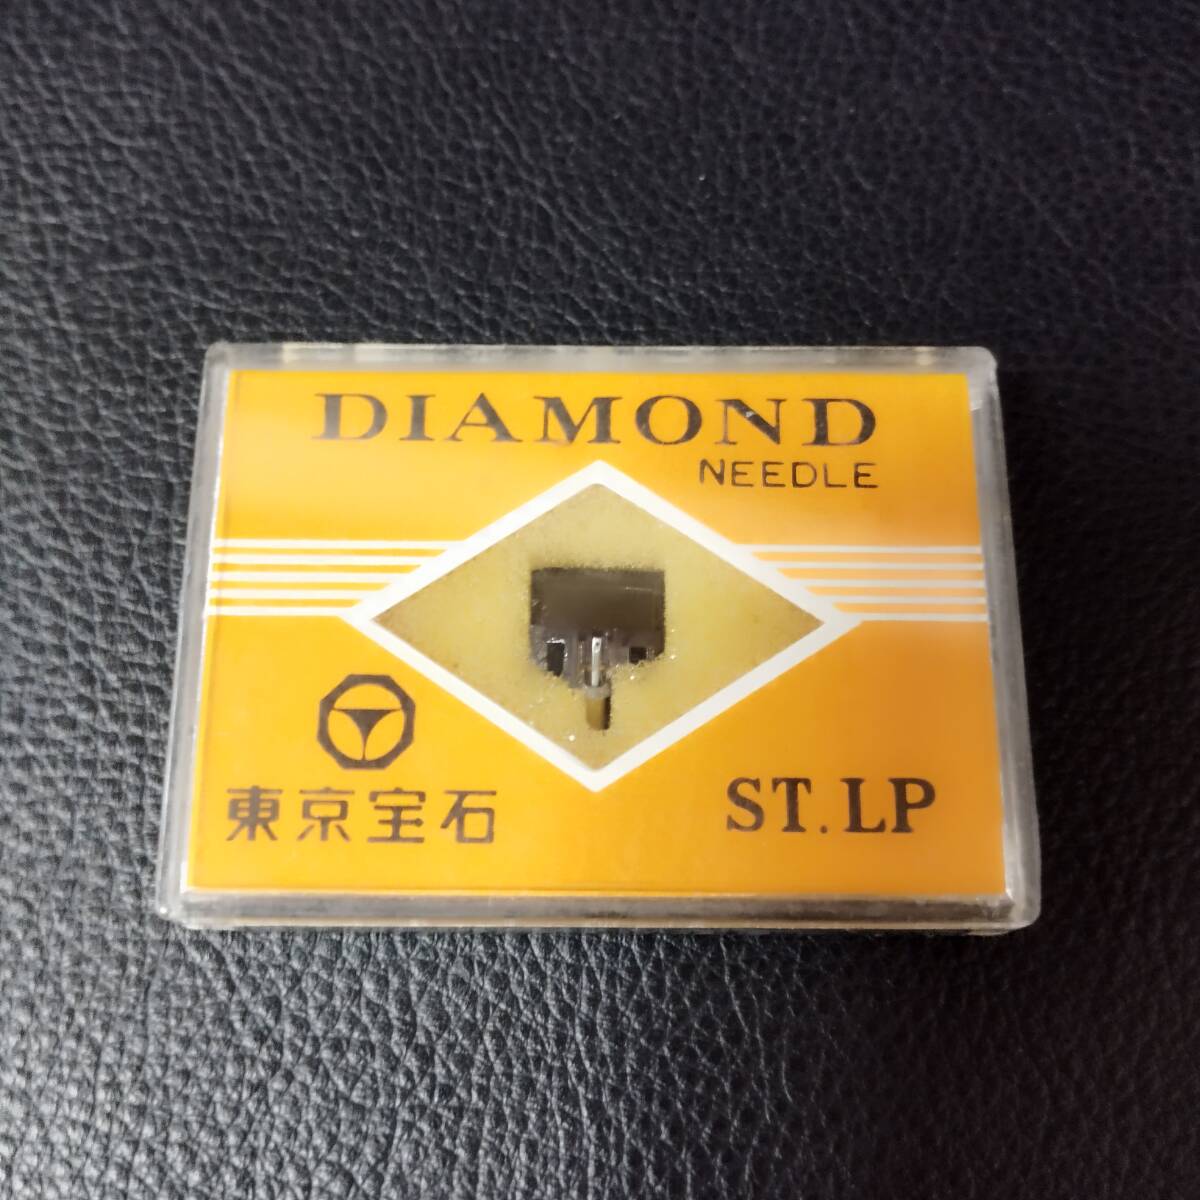 DIAMOND
NEEDLE
東京宝石
ST.LP